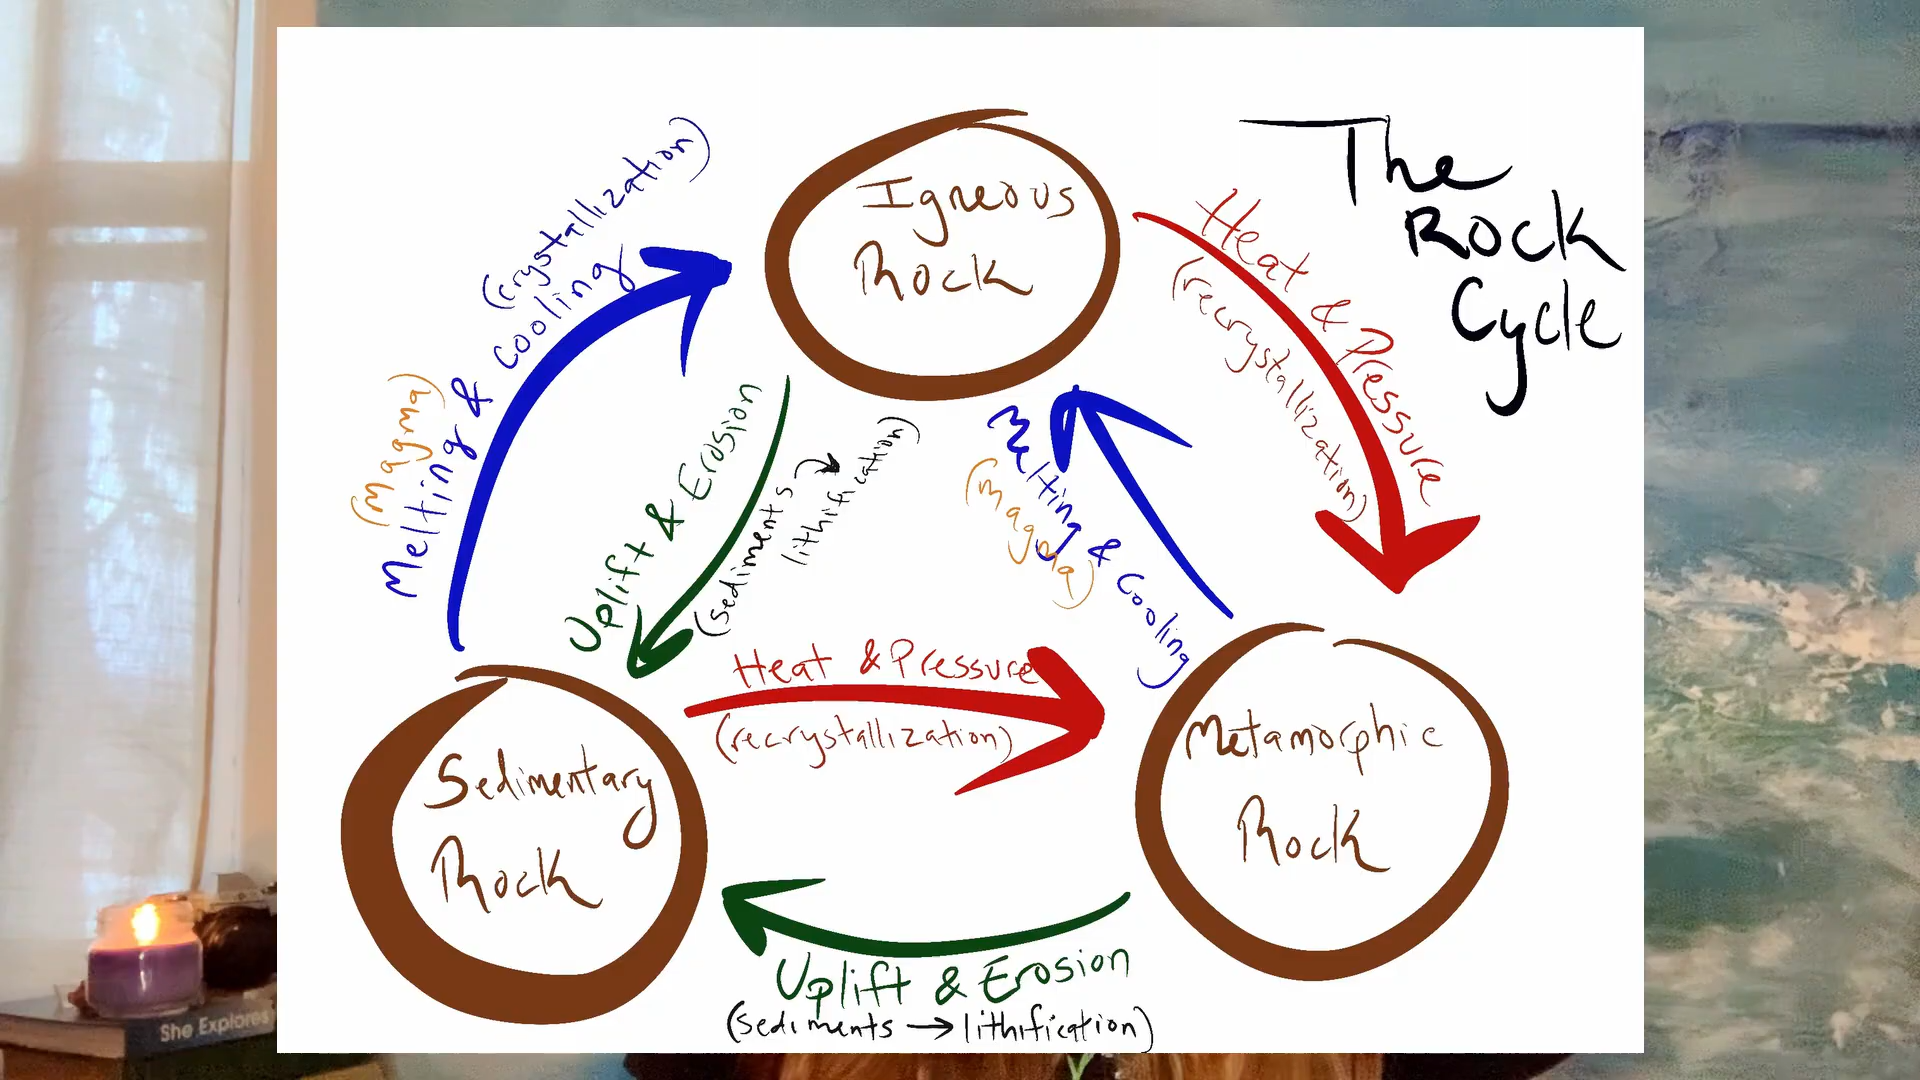 The
Rock
Cycle
Igneous
Rock
(crystallization)
Melting & cooling
(magma)
Heat & Pressure
(recrystallization)
Uplift & Erosion
(sediments →
lithification)
Melting & Cooling
(magma)
Heat & Pressure
(recrystallization)
Sedimentary
Rock
Metamorphic
Rock
Uplift & Erosion
(sediments → lithification)
She Explores